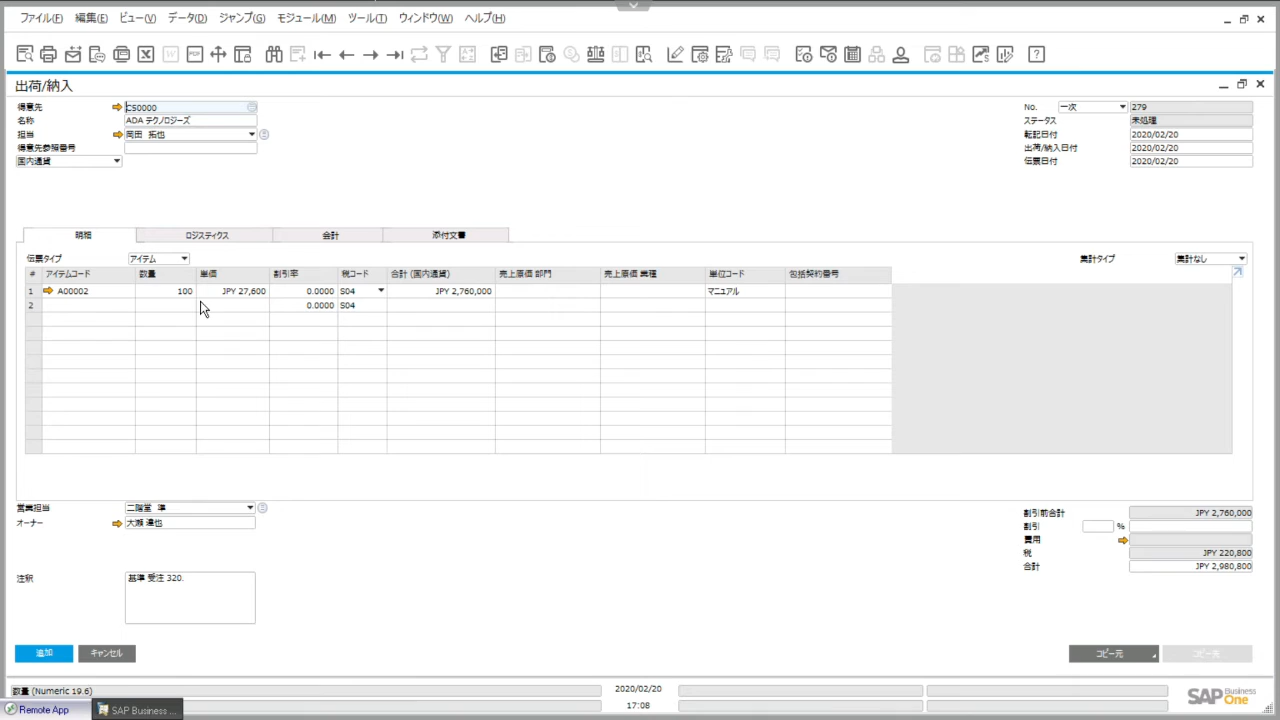 ファイル(F) 編集(E) ビュー(V) データ(D) ジャンプ(G) モジュール(M) ツール(T) ウィンドウ(W) ヘルプ(H)
出荷/納入
得意先 CS0000
名称 ADA テクノロジーズ
担当 岡田 拓也
得意先参照番号
国内通貨
No. 一次 279
ステータス 未処理
転記日付 2020/02/20
出荷/納入日付 2020/02/20
伝票日付 2020/02/20
明細 ロジスティクス 会計 添付文書
伝票タイプ アイテム 集計タイプ 集計なし
# アイテムコード 数量 単価 割引率 税コード 合計 (国内通貨) 売上原価 部門 売上原価 業種 単位コード 包括契約番号
1 A00002 100 JPY 27,600 0.0000 S04 JPY 2,760,000 マニュアル
2 0.0000 S04
営業担当 二階堂 準
オーナー
割引前合計 JPY 2,760,000
割引 %
費用
税 JPY 220,800
合計 JPY 2,980,800
注釈 基準 受注 320.
追加 キャンセル コピー元 コピー先
数量 (Numeric 19.6) 2020/02/20
17:08
SAP Business One
Remote App SAP Business ...